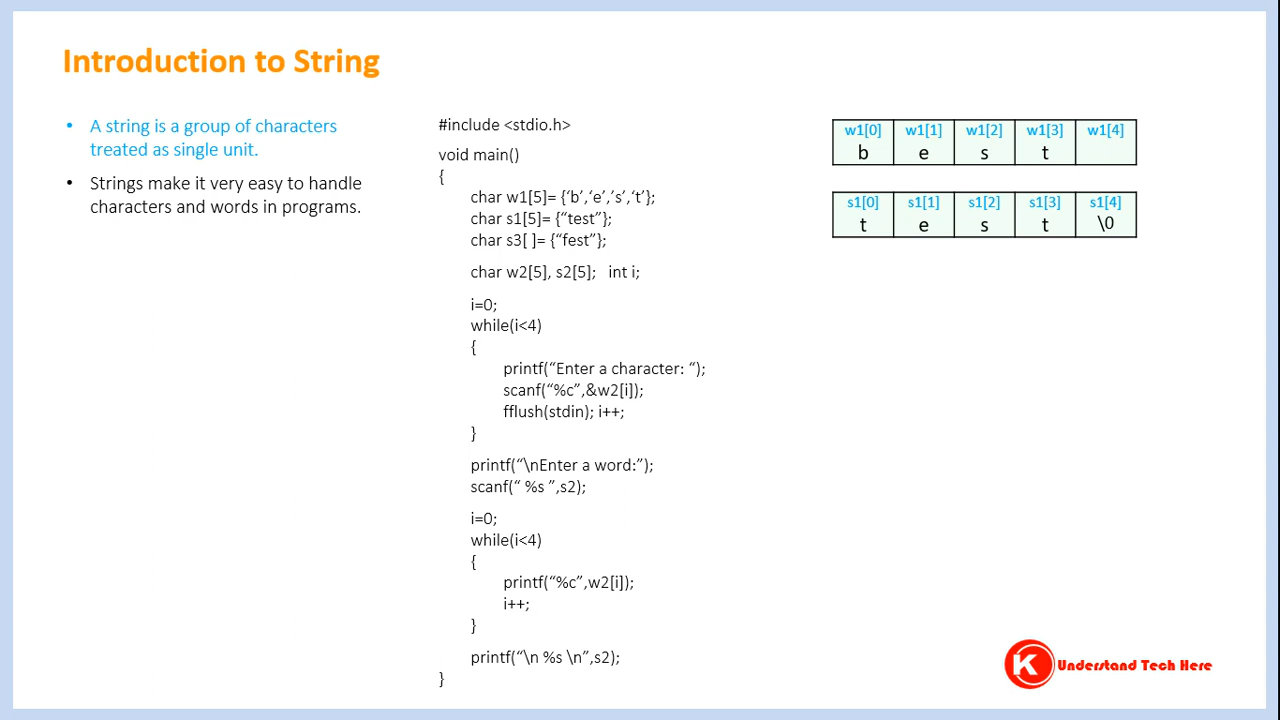 Introduction to String
• A string is a group of characters
treated as single unit.
• Strings make it very easy to handle
characters and words in programs.
#include <stdio.h>
void main()
{
char w1[5]= {‘b’,‘e’,’s’,‘t’};
char s1[5]= {“test”};
char s3[ ]= {“fest”};
char w2[5], s2[5];   int i;
i=0;
while(i<4)
{
printf(“Enter a character: “);
scanf(“%c”,&w2[i]);
fflush(stdin); i++;
}
printf(“\nEnter a word:”);
scanf(“ %s ”,s2);
i=0;
while(i<4)
{
printf(“%c”,w2[i]);
i++;
}
printf(“\n %s \n”,s2);
}
w1[0] w1[1] w1[2] w1[3] w1[4]
b e s t
s1[0] s1[1] s1[2] s1[3] s1[4]
t e s t \0
K Understand Tech Here